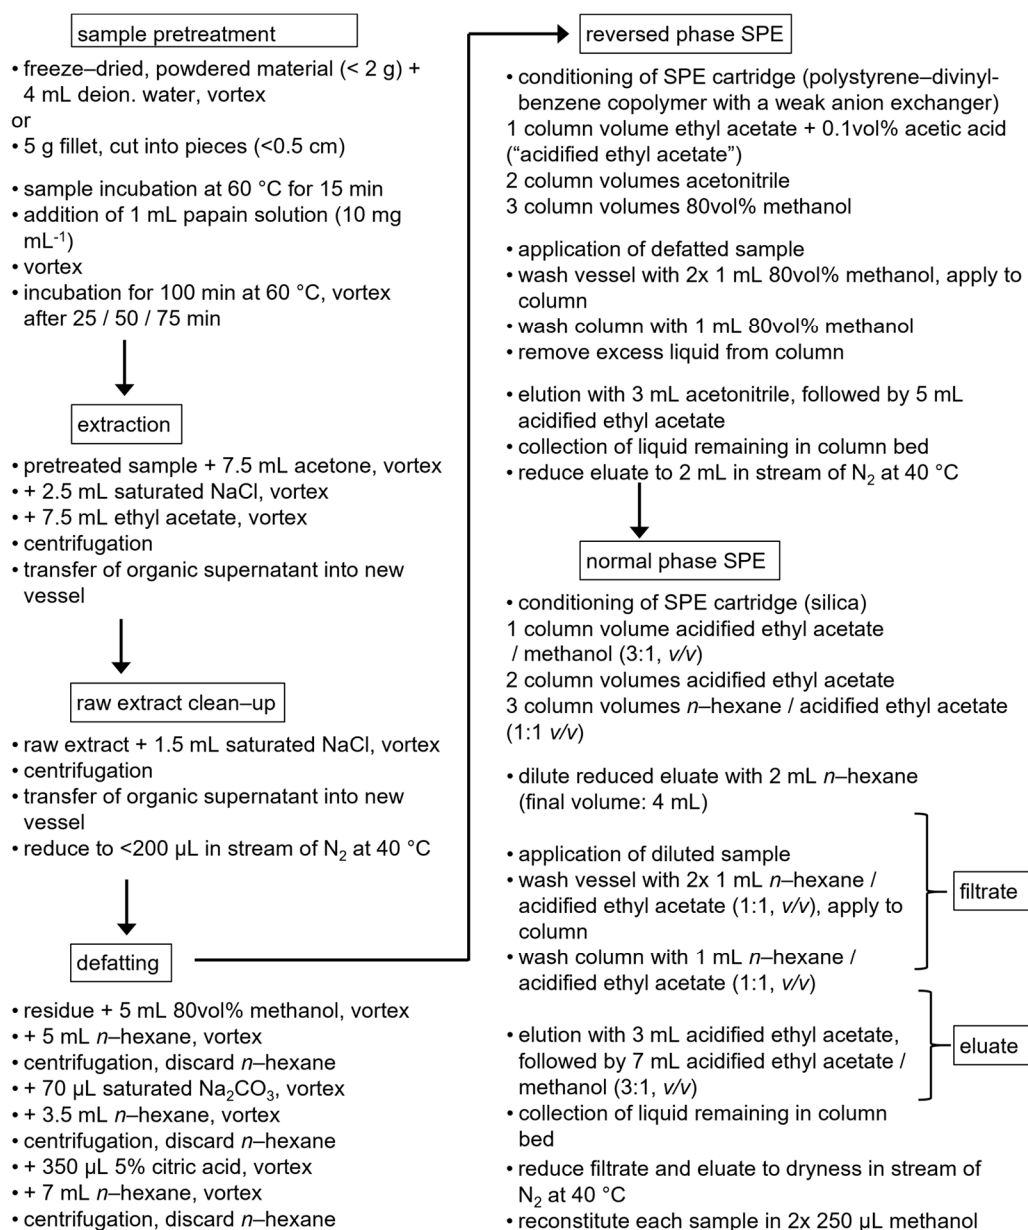 sample pretreatment
• freeze–dried, powdered material (< 2 g) +
4 mL deion. water, vortex
or
• 5 g fillet, cut into pieces (<0.5 cm)
• sample incubation at 60 °C for 15 min
• addition of 1 mL papain solution (10 mg
mL-1)
• vortex
• incubation for 100 min at 60 °C, vortex
after 25 / 50 / 75 min
extraction
• pretreated sample + 7.5 mL acetone, vortex
• + 2.5 mL saturated NaCl, vortex
• + 7.5 mL ethyl acetate, vortex
• centrifugation
• transfer of organic supernatant into new
vessel
raw extract clean–up
• raw extract + 1.5 mL saturated NaCl, vortex
• centrifugation
• transfer of organic supernatant into new
vessel
• reduce to <200 µL in stream of N2 at 40 °C
defatting
• residue + 5 mL 80vol% methanol, vortex
• + 5 mL n–hexane, vortex
• centrifugation, discard n–hexane
• + 70 µL saturated Na2CO3, vortex
• + 3.5 mL n–hexane, vortex
• centrifugation, discard n–hexane
• + 350 µL 5% citric acid, vortex
• + 7 mL n–hexane, vortex
• centrifugation, discard n–hexane
reversed phase SPE
• conditioning of SPE cartridge (polystyrene–divinyl-
benzene copolymer with a weak anion exchanger)
1 column volume ethyl acetate + 0.1vol% acetic acid
(“acidified ethyl acetate”)
2 column volumes acetonitrile
3 column volumes 80vol% methanol
• application of defatted sample
• wash vessel with 2x 1 mL 80vol% methanol, apply to
column
• wash column with 1 mL 80vol% methanol
• remove excess liquid from column
• elution with 3 mL acetonitrile, followed by 5 mL
acidified ethyl acetate
• collection of liquid remaining in column bed
• reduce eluate to 2 mL in stream of N2 at 40 °C
normal phase SPE
• conditioning of SPE cartridge (silica)
1 column volume acidified ethyl acetate
/ methanol (3:1, v/v)
2 column volumes acidified ethyl acetate
3 column volumes n–hexane / acidified ethyl acetate
(1:1 v/v)
• dilute reduced eluate with 2 mL n–hexane
(final volume: 4 mL)
• application of diluted sample
• wash vessel with 2x 1 mL n–hexane /
acidified ethyl acetate (1:1, v/v), apply to
column
• wash column with 1 mL n–hexane /
acidified ethyl acetate (1:1, v/v)
filtrate
• elution with 3 mL acidified ethyl acetate,
followed by 7 mL acidified ethyl acetate /
methanol (3:1, v/v)
• collection of liquid remaining in column
bed
eluate
• reduce filtrate and eluate to dryness in stream of
N2 at 40 °C
• reconstitute each sample in 2x 250 µL methanol